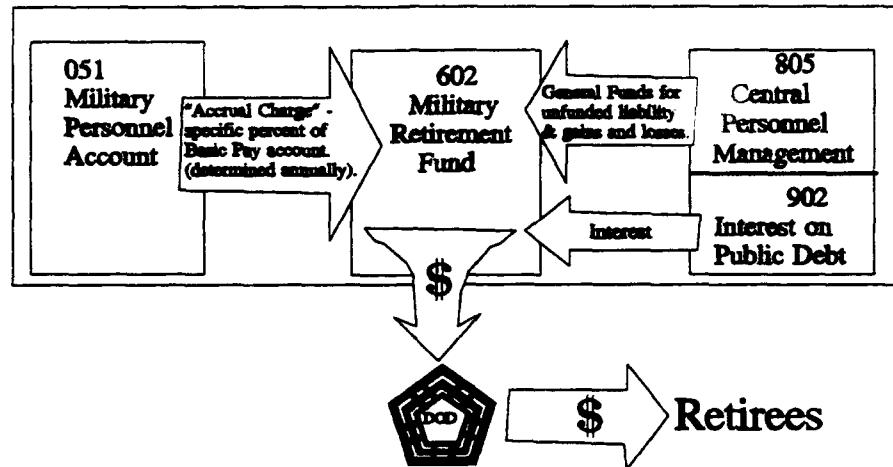 051
Military
Personnel
Account
"Accrual Charge" -
specific percent of
Basic Pay account.
(determined annually).
602
Military
Retirement
Fund
General Funds for
unfunded liability
& gains and losses.
805
Central
Personnel
Management
902
Interest on
Public Debt
Interest
$
DOD
$
Retirees